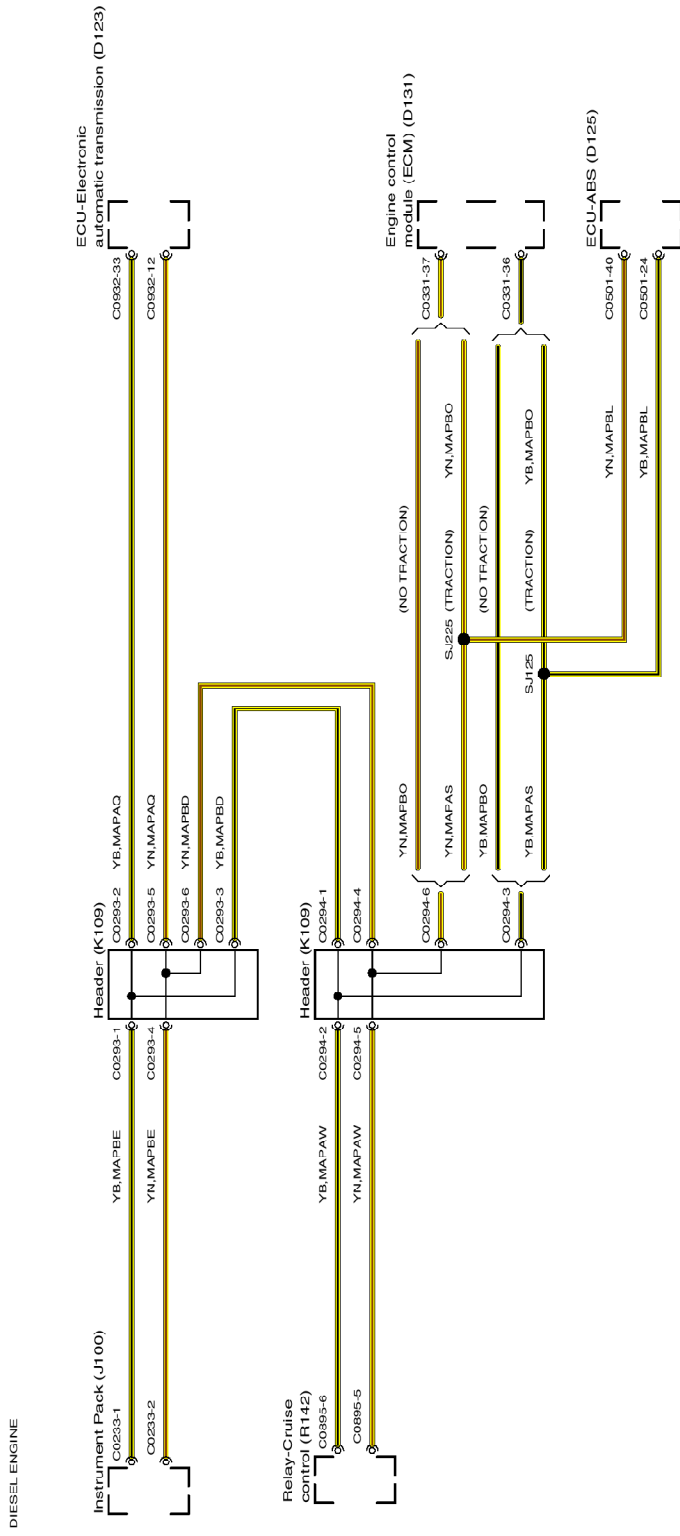 DIESEL ENGINE
Instrument Pack (J100)
C0233-1
C0233-2
YB,MAPBE
YN,MAPBE
C0293-1
C0293-4
Header (K109)
C0293-2
C0293-5
C0293-6
C0293-3
YB,MAPAQ
YN,MAPAQ
YN,MAPBD
YB,MAPBD
C0932-33
C0932-12
ECU-Electronic
automatic transmission (D123)
Relay-Cruise
control (R142)
C0895-6
C0895-5
YB,MAPAW
YN,MAPAW
C0294-2
C0294-5
Header (K109)
C0294-1
C0294-4
C0294-6
C0294-3
YN,MAPBO
YN,MAPAS
YB,MAPBO
YB,MAPAS
SJ225
SJ125
(NO TRACTION)
(TRACTION)
(NO TRACTION)
(TRACTION)
YN,MAPBO
YB,MAPBO
YN,MAPBL
YB,MAPBL
C0331-37
C0331-36
C0501-40
C0501-24
Engine control
module (ECM) (D131)
ECU-ABS (D125)